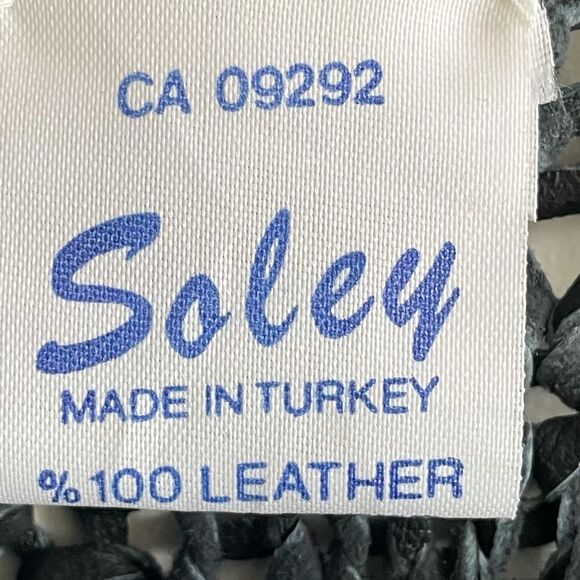 CA 09292
Soley
MADE IN TURKEY
% 100 LEATHER